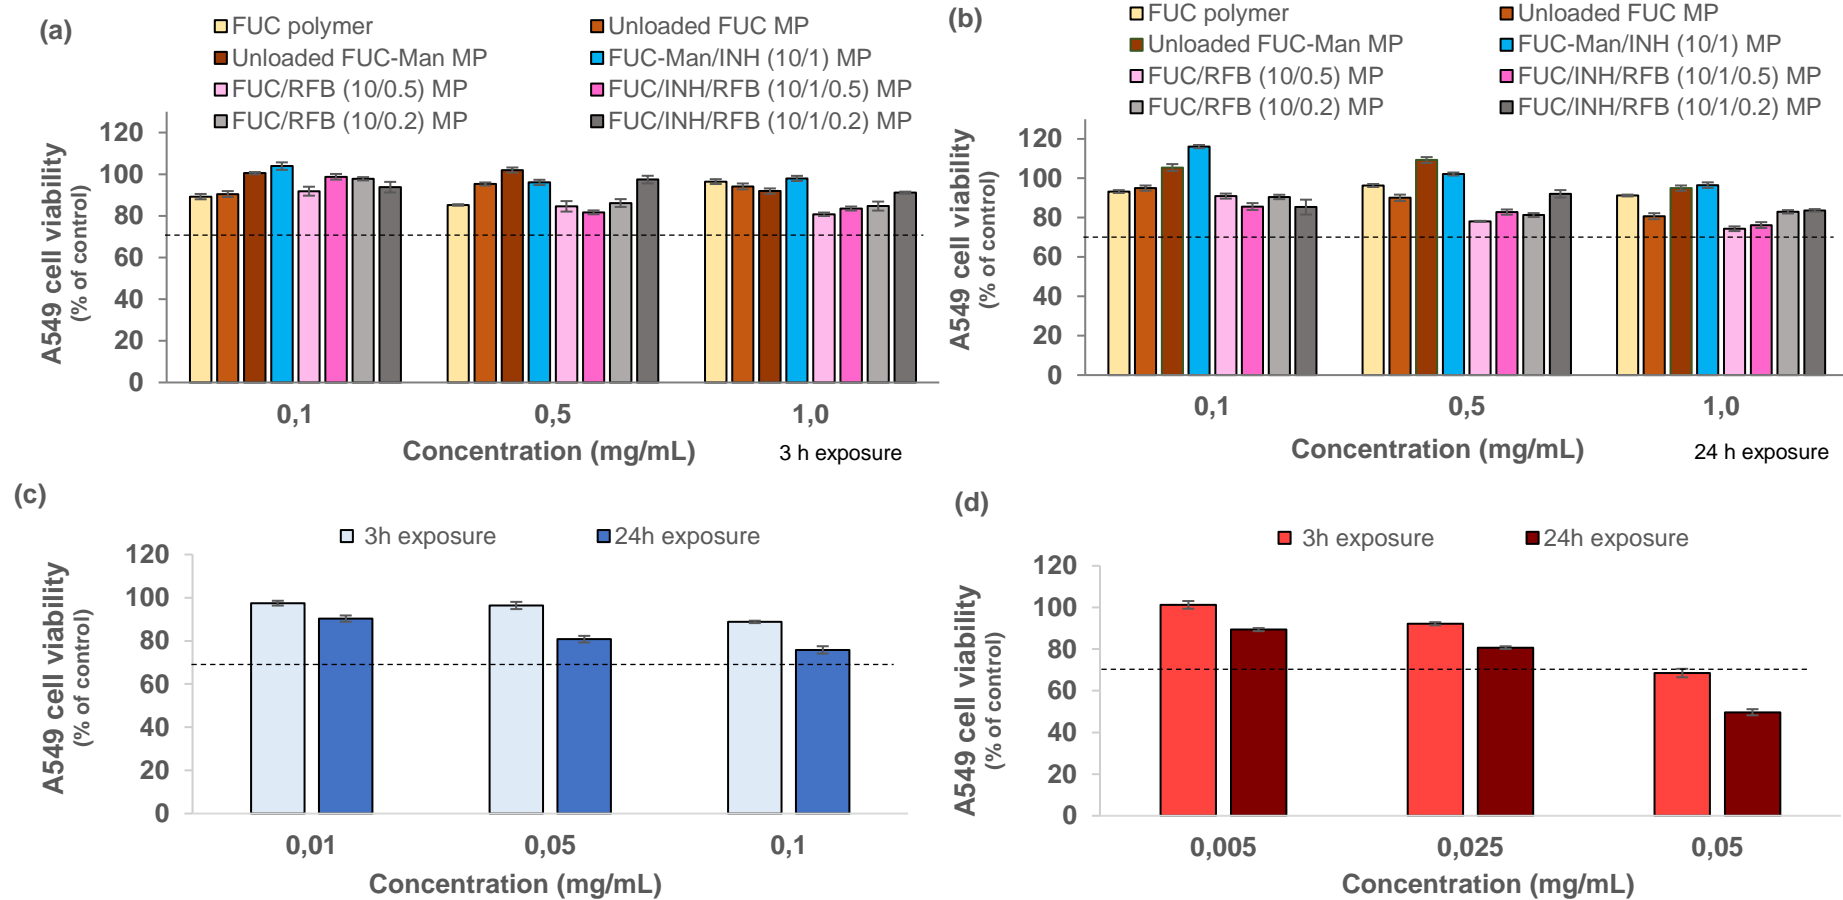 (a)
FUC polymer
Unloaded FUC MP
Unloaded FUC-Man MP
FUC-Man/INH (10/1) MP
FUC/RFB (10/0.5) MP
FUC/INH/RFB (10/1/0.5) MP
FUC/RFB (10/0.2) MP
FUC/INH/RFB (10/1/0.2) MP
A549 cell viability
(% of control)
120
100
80
60
40
20
0
0,1
0,5
1,0
Concentration (mg/mL)
3 h exposure
(b)
FUC polymer
Unloaded FUC MP
Unloaded FUC-Man MP
FUC-Man/INH (10/1) MP
FUC/RFB (10/0.5) MP
FUC/INH/RFB (10/1/0.5) MP
FUC/RFB (10/0.2) MP
FUC/INH/RFB (10/1/0.2) MP
A549 cell viability
(% of control)
120
100
80
60
40
20
0
0,1
0,5
1,0
Concentration (mg/mL)
24 h exposure
(c)
3h exposure
24h exposure
A549 cell viability
(% of control)
120
100
80
60
40
20
0
0,01
0,05
0,1
Concentration (mg/mL)
(d)
3h exposure
24h exposure
A549 cell viability
(% of control)
120
100
80
60
40
20
0
0,005
0,025
0,05
Concentration (mg/mL)